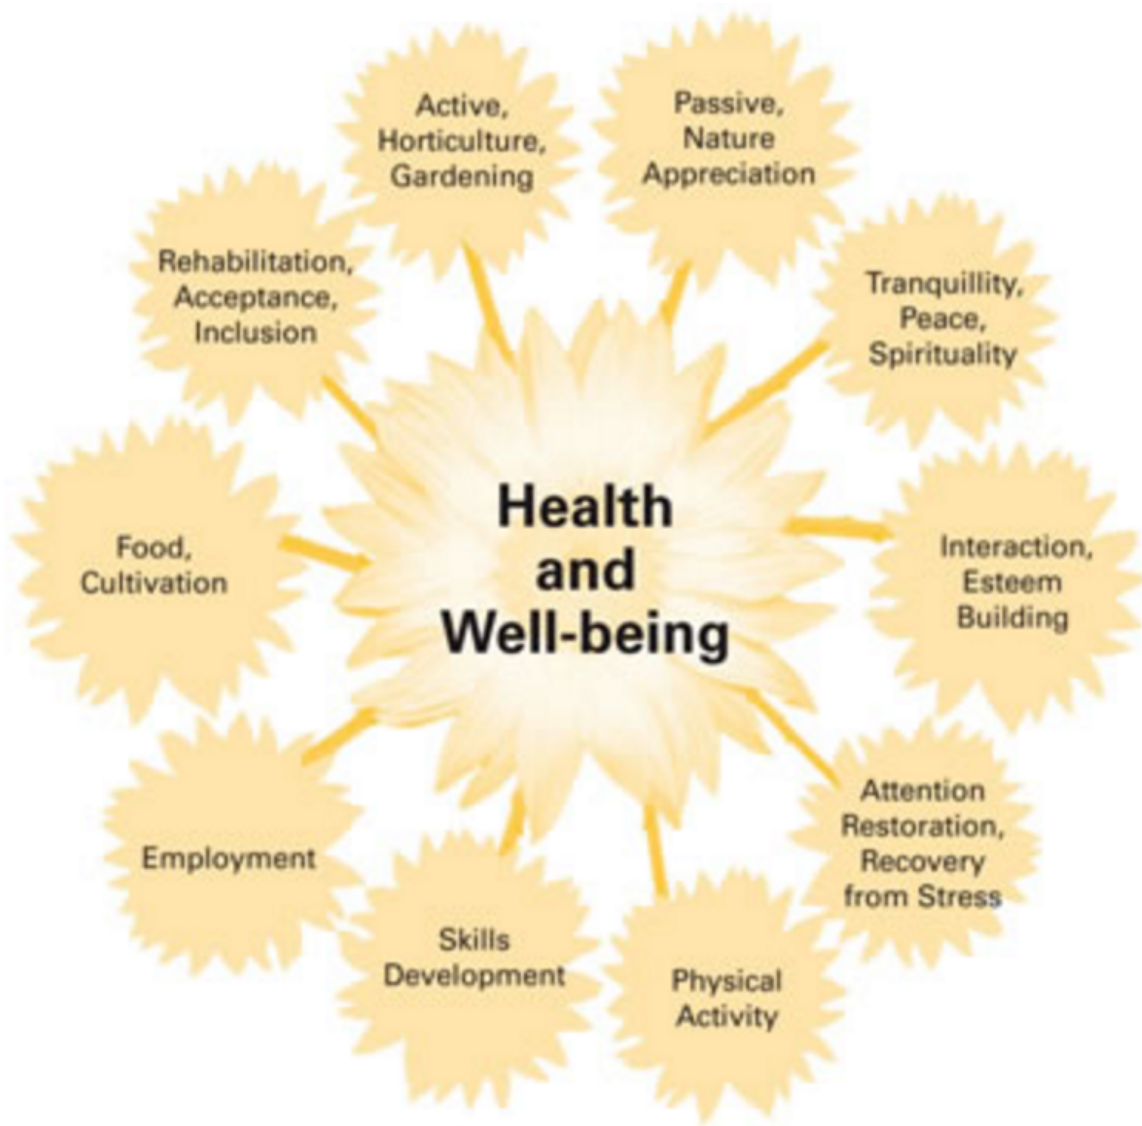 Active,
Horticulture,
Gardening
Passive,
Nature
Appreciation
Tranquillity,
Peace,
Spirituality
Interaction,
Esteem
Building
Attention
Restoration,
Recovery
from Stress
Physical
Activity
Skills
Development
Employment
Food,
Cultivation
Rehabilitation,
Acceptance,
Inclusion
Health
and
Well-being